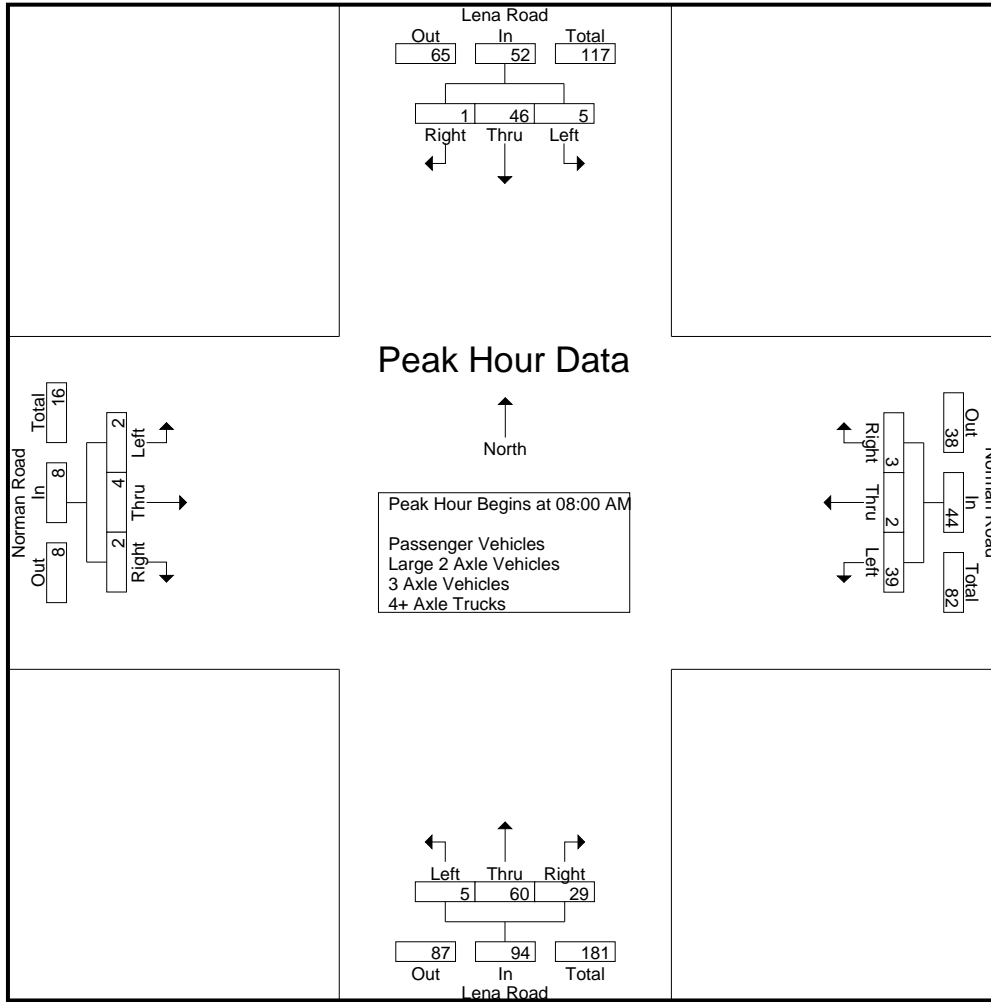 Lena Road
Out In Total
65 52 117
1 46 5
Right Thru Left
Peak Hour Data
North
Peak Hour Begins at 08:00 AM
Passenger Vehicles
Large 2 Axle Vehicles
3 Axle Vehicles
4+ Axle Trucks
Norman Road
Out In Total
8 8 16
Right Thru Left
2 4 2
Norman Road
Out In Total
38 44 82
Right Thru Left
3 2 39
Left Thru Right
5 60 29
87 94 181
Out In Total
Lena Road